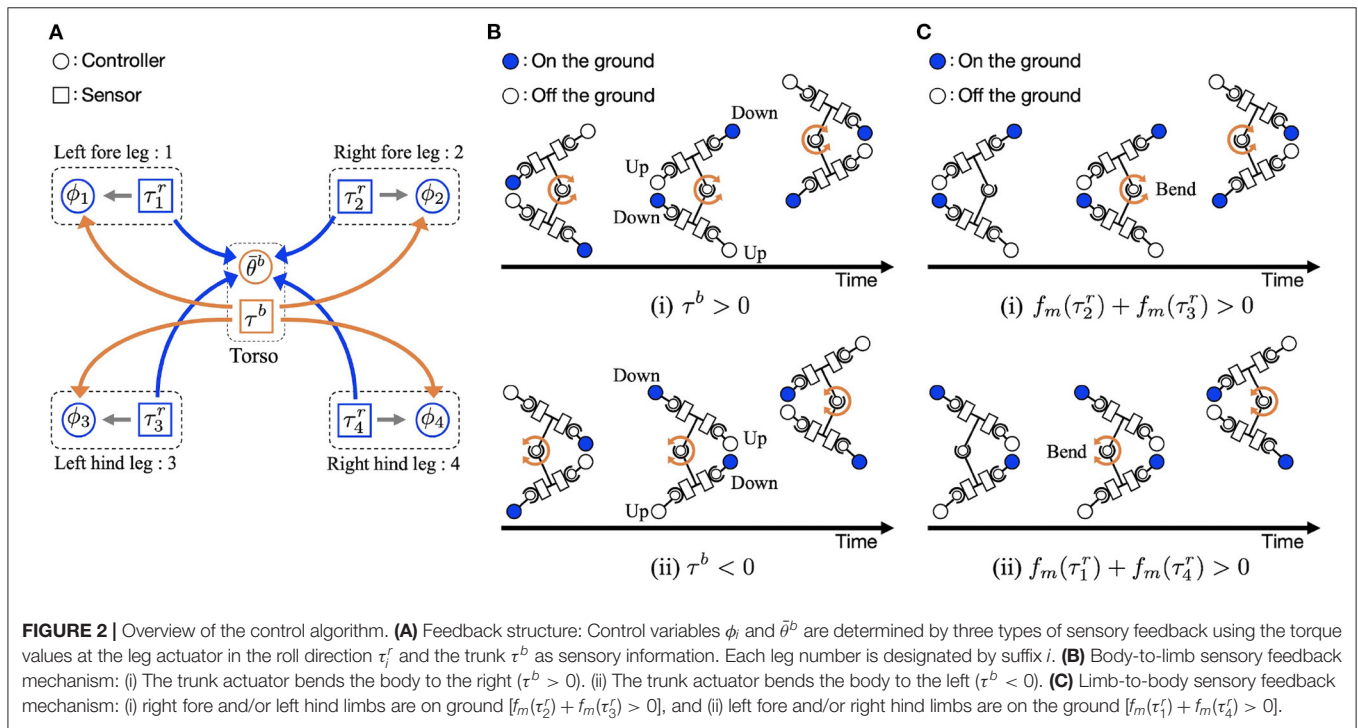 A
○: Controller
□: Sensor
Left fore leg : 1
Right fore leg : 2
ϕ₁ τ₁ʳ
τ₂ʳ ϕ₂
θ̄ᵇ
τᵇ
Torso
ϕ₃ τ₃ʳ
τ₄ʳ ϕ₄
Left hind leg : 3
Right hind leg : 4
B
: On the ground
○: Off the ground
Down
Up
Down
Up
Time
(i) τᵇ > 0
Down
Up
Down
Up
Time
(ii) τᵇ < 0
C
: On the ground
○: Off the ground
Bend
Time
(i) fₘ(τ₂ʳ) + fₘ(τ₃ʳ) > 0
Bend
Time
(ii) fₘ(τ₁ʳ) + fₘ(τ₄ʳ) > 0
FIGURE 2 | Overview of the control algorithm. (A) Feedback structure: Control variables ϕᵢ and θ̄ᵇ are determined by three types of sensory feedback using the torque
values at the leg actuator in the roll direction τᵢʳ and the trunk τᵇ as sensory information. Each leg number is designated by suffix i. (B) Body-to-limb sensory feedback
mechanism: (i) The trunk actuator bends the body to the right (τᵇ > 0). (ii) The trunk actuator bends the body to the left (τᵇ < 0). (C) Limb-to-body sensory feedback
mechanism: (i) right fore and/or left hind limbs are on ground [fₘ(τ₂ʳ) + fₘ(τ₃ʳ) > 0], and (ii) left fore and/or right hind limbs are on the ground [fₘ(τ₁ʳ) + fₘ(τ₄ʳ) > 0].